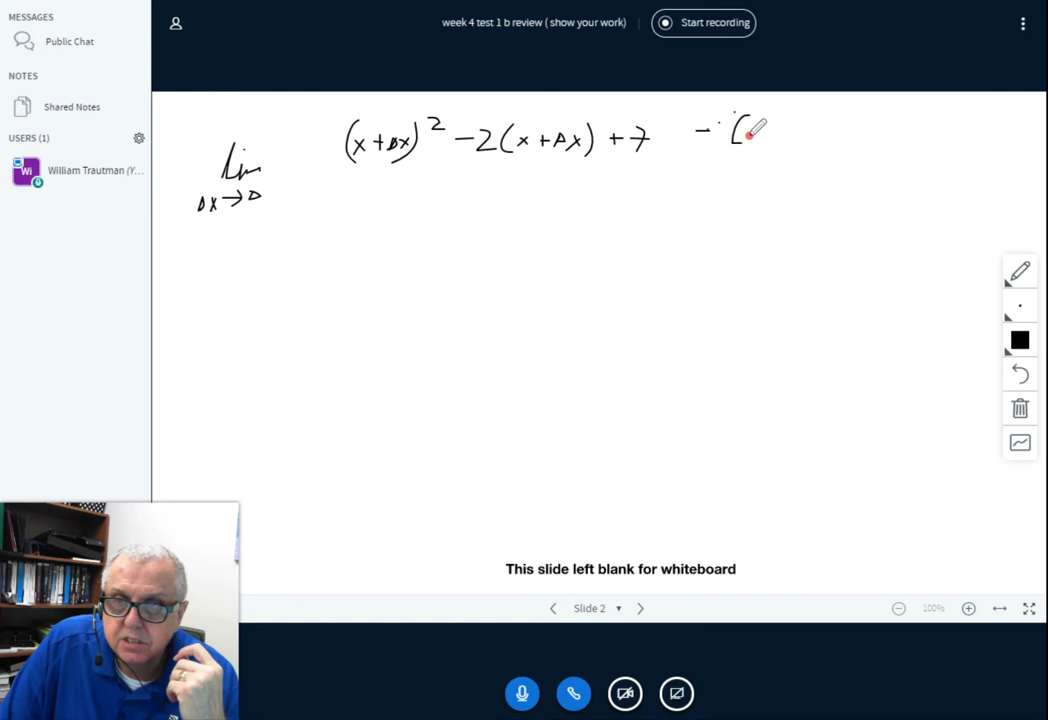 MESSAGES
Public Chat
NOTES
Shared Notes
USERS (1)
Wi
William Trautman (Y...
week 4 test 1 b review ( show your work)
Start recording
(x + Δx)² − 2(x + Δx) + 7 − [
lim
Δx → 0
This slide left blank for whiteboard
Slide 2
100%